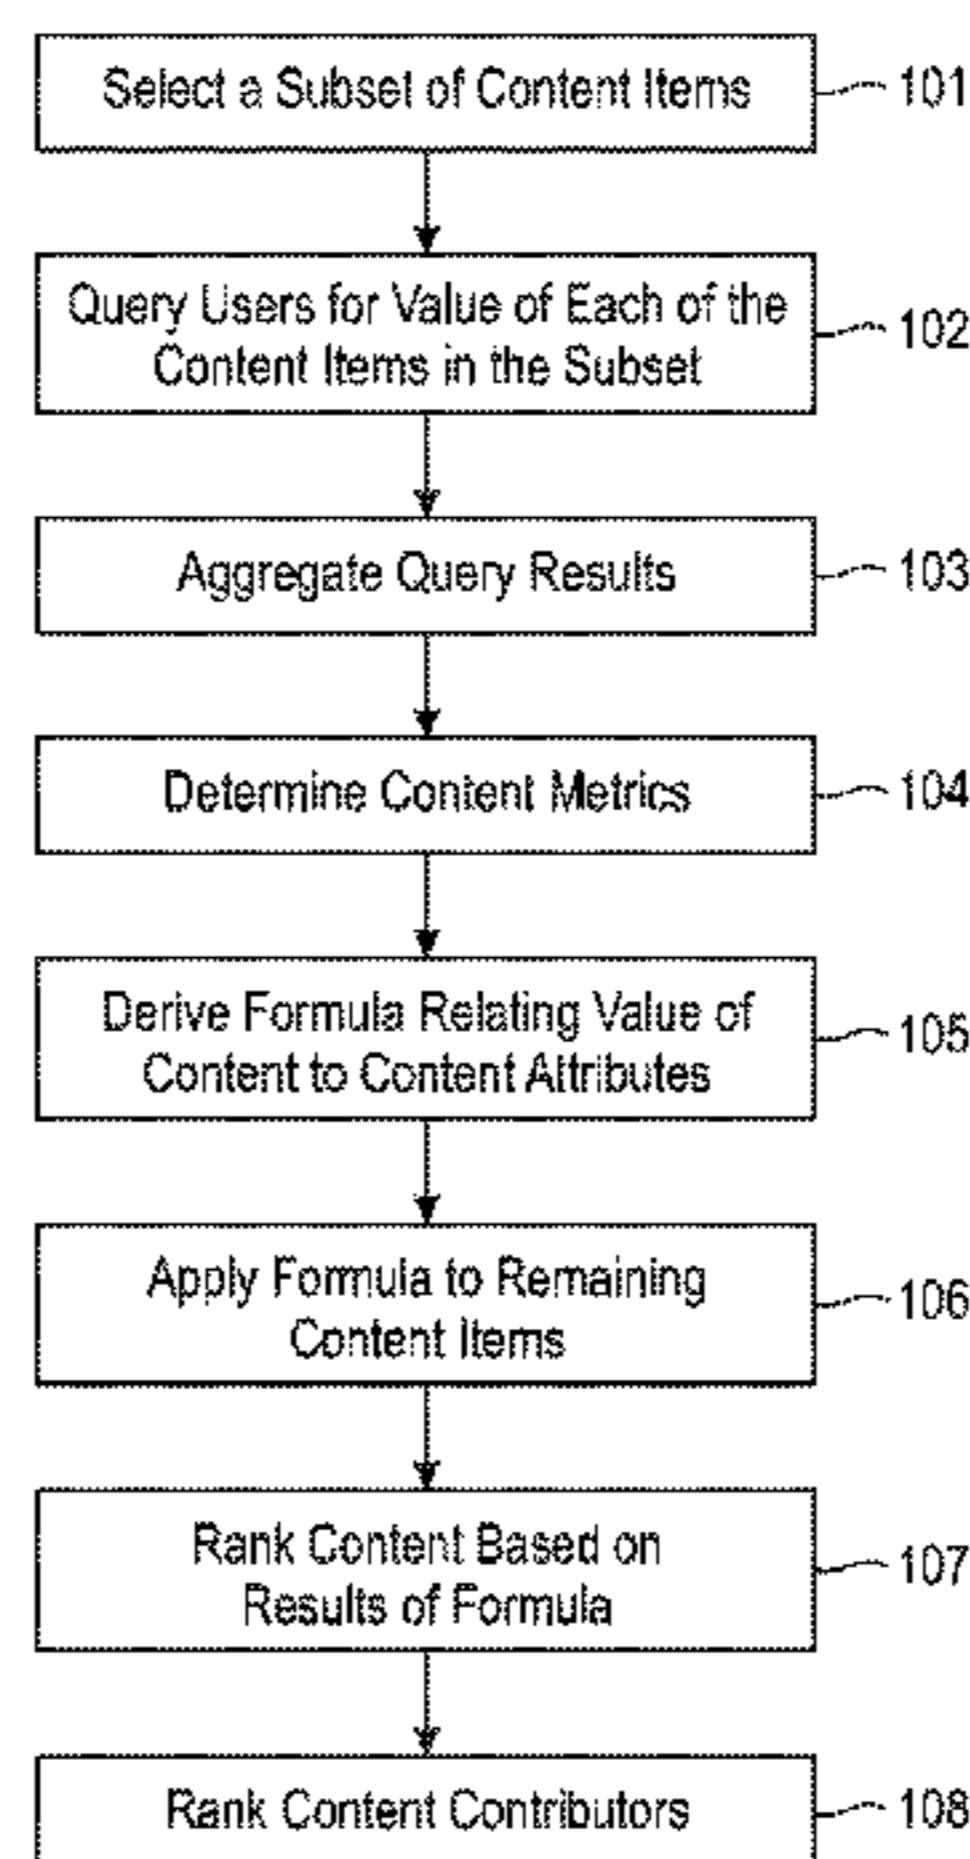 Select a Subset of Content Items
101
Query Users for Value of Each of the
Content Items in the Subset
102
Aggregate Query Results
103
Determine Content Metrics
104
Derive Formula Relating Value of
Content to Content Attributes
105
Apply Formula to Remaining
Content Items
106
Rank Content Based on
Results of Formula
107
Rank Content Contributors
108